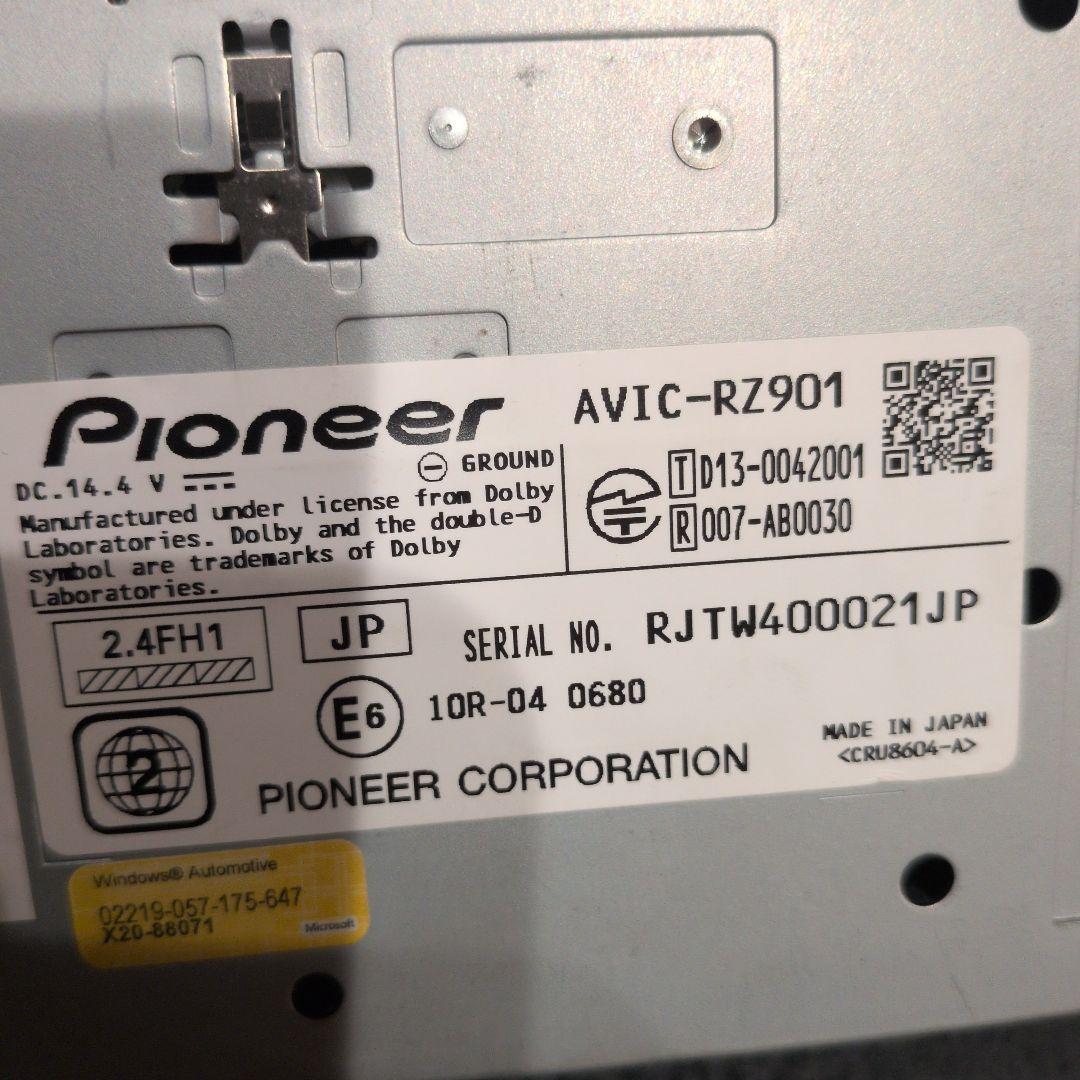 Pioneer
AVIC-RZ901
DC.14.4 V
GROUND
Manufactured under license from Dolby
Laboratories. Dolby and the double-D
symbol are trademarks of Dolby
Laboratories.
T D13-0042001
R 007-AB0030
2.4FH1
JP
SERIAL NO. RJTW400021JP
E6 10R-04 0680
2
PIONEER CORPORATION
MADE IN JAPAN
<CRU8604-A>
Windows® Automotive
02219-057-175-647
X20-88071
Microsoft